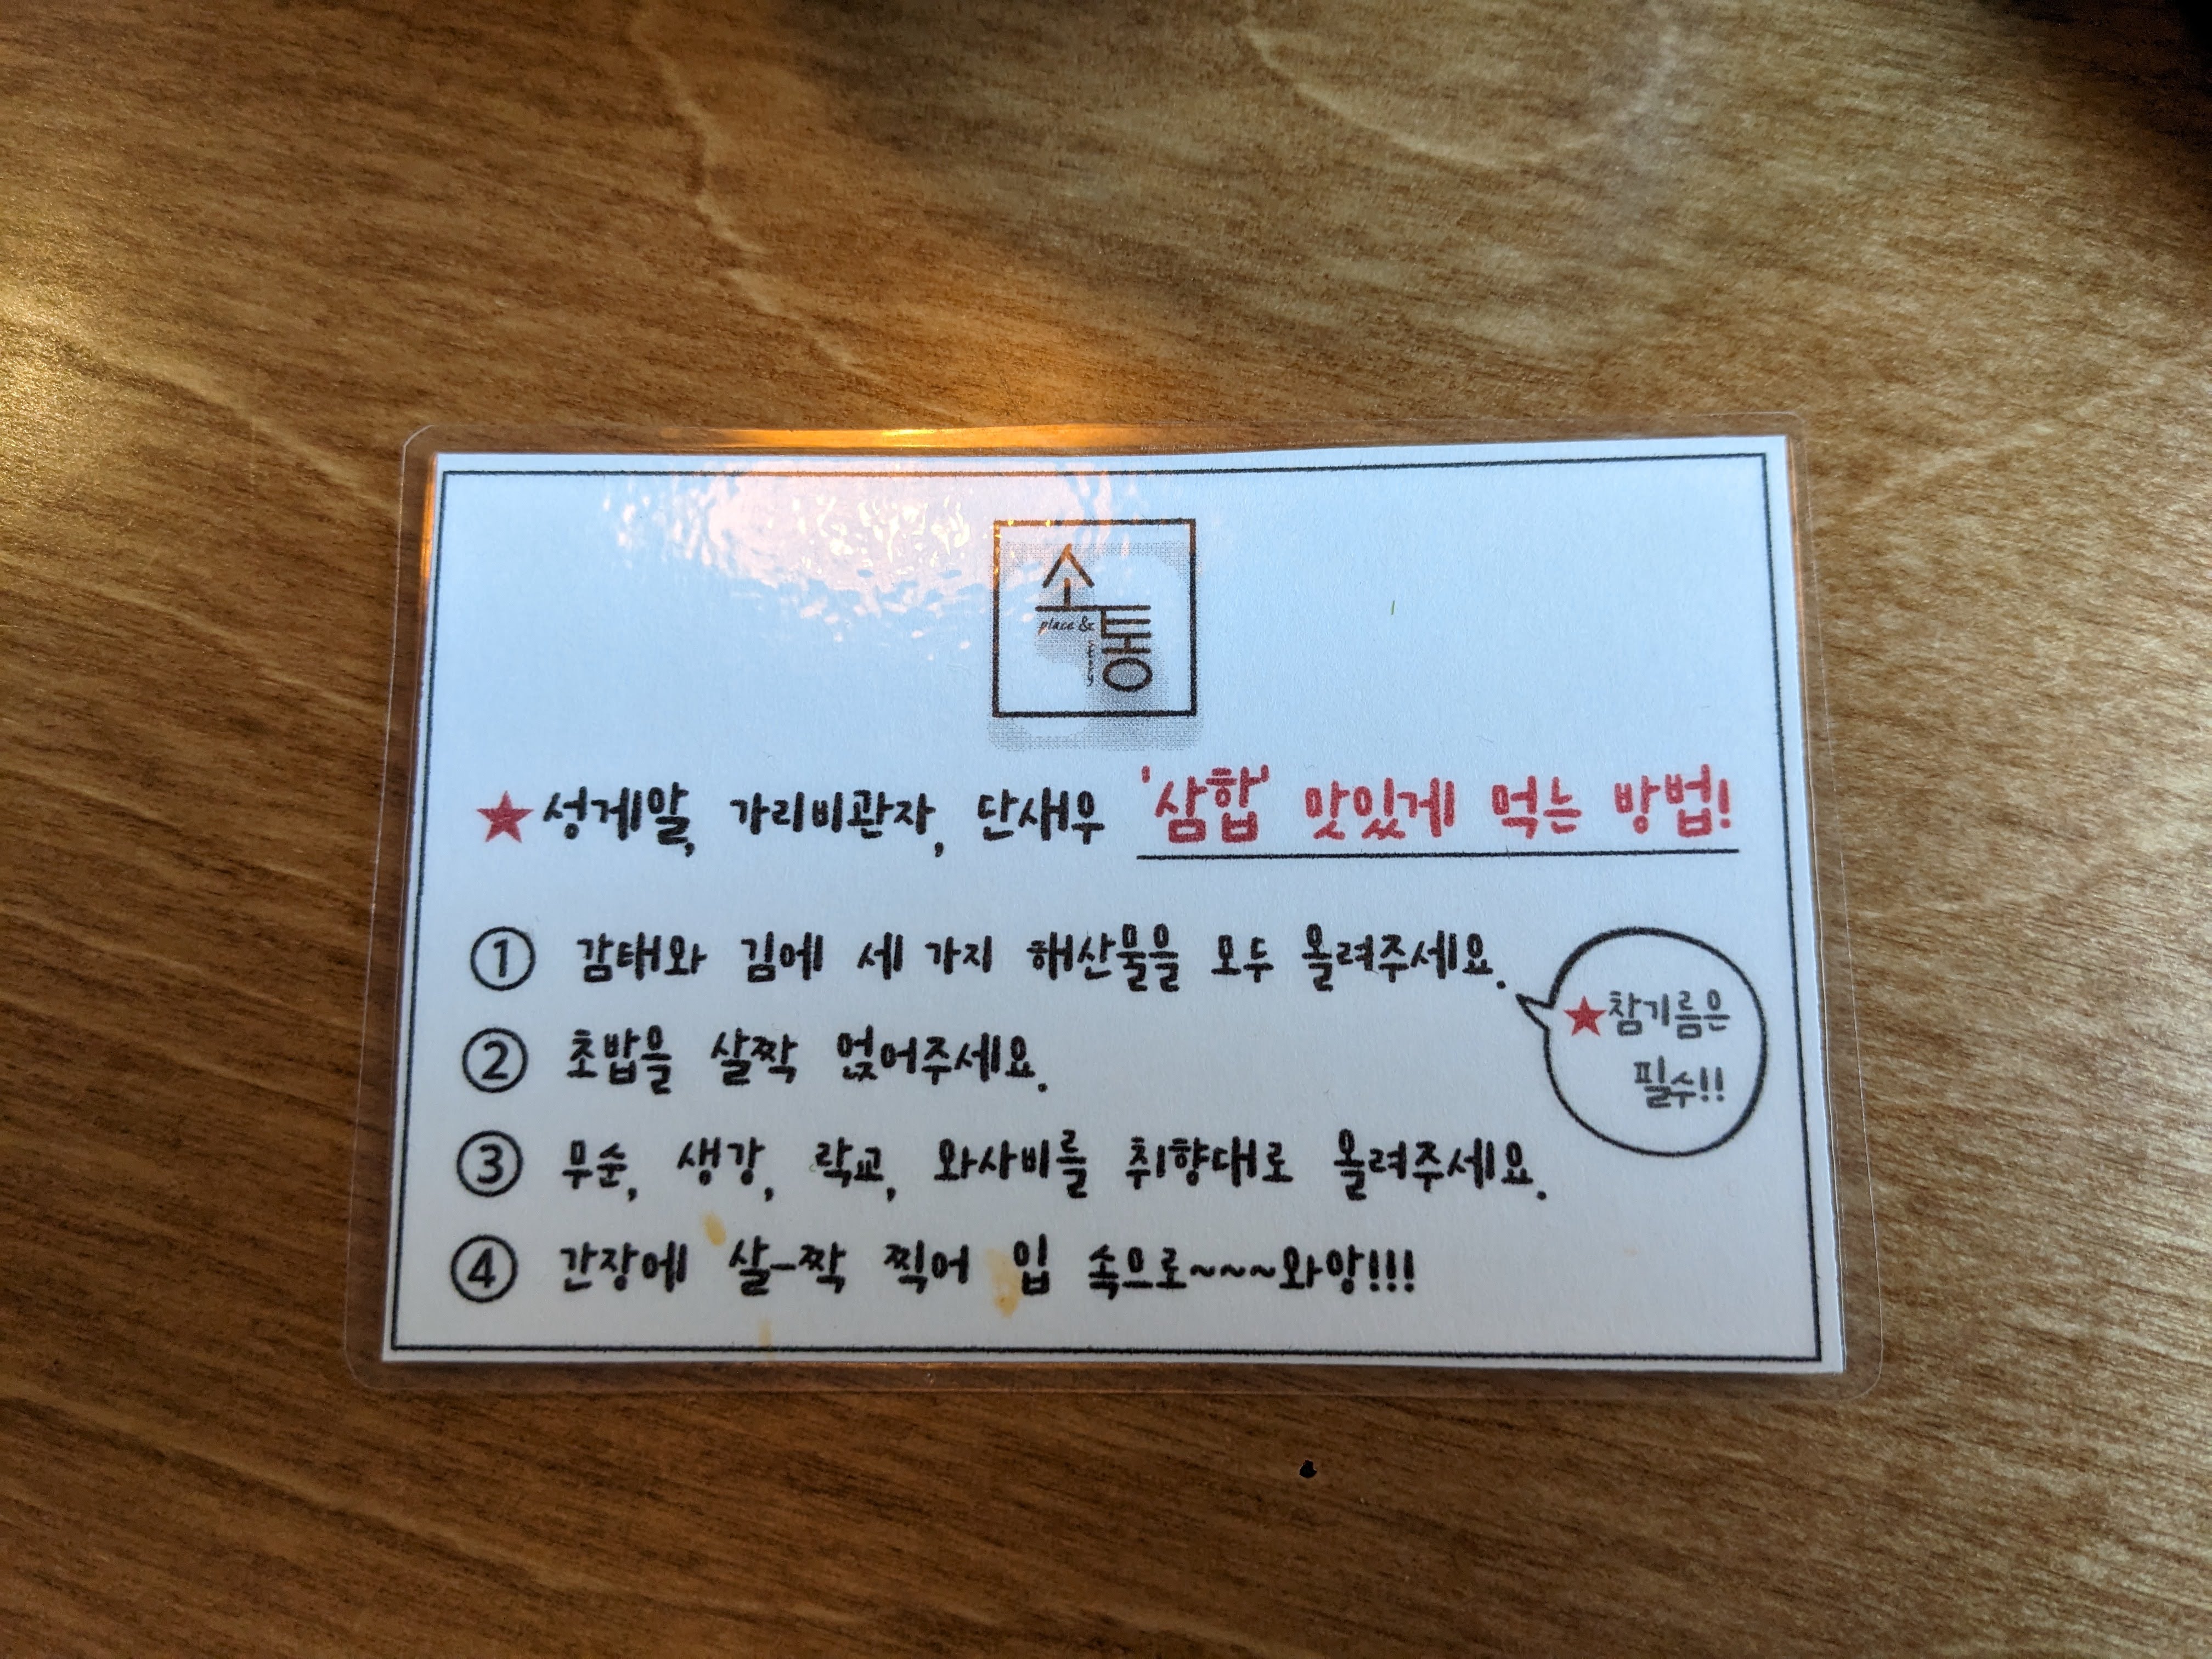 소통
place &
story
★성게알, 가리비관자, 단새우 '삼합' 맛있게 먹는 방법!
① 감태와 김에 세 가지 해산물을 모두 올려주세요.
★참기름은
필수!!
② 초밥을 살짝 얹어주세요.
③ 무순, 생강, 락교, 와사비를 취향대로 올려주세요.
④ 간장에 살-짝 찍어 입 속으로~~~와앙!!!